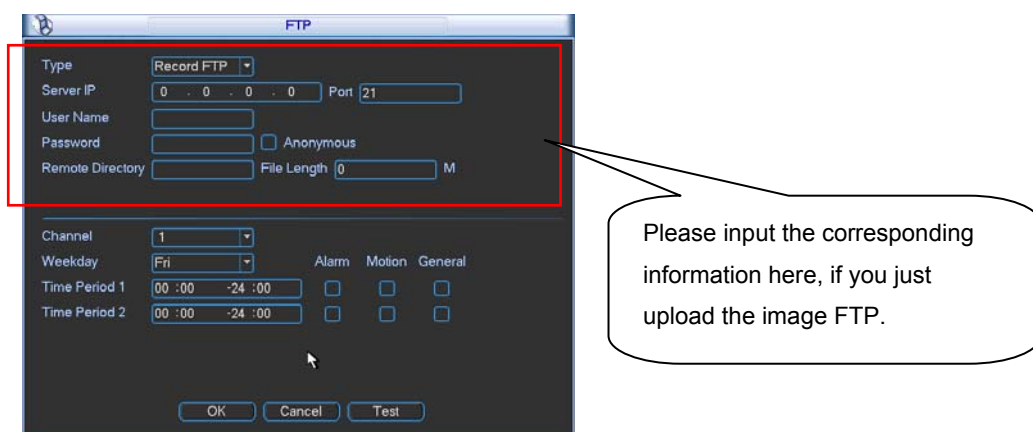 FTP
Type Record FTP
Server IP 0 . 0 . 0 . 0 Port 21
User Name
Password Anonymous
Remote Directory File Length 0 M
Channel 1
Weekday Fri Alarm Motion General
Time Period 1 00 :00 -24 :00
Time Period 2 00 :00 -24 :00
OK Cancel Test
Please input the corresponding
information here, if you just
upload the image FTP.